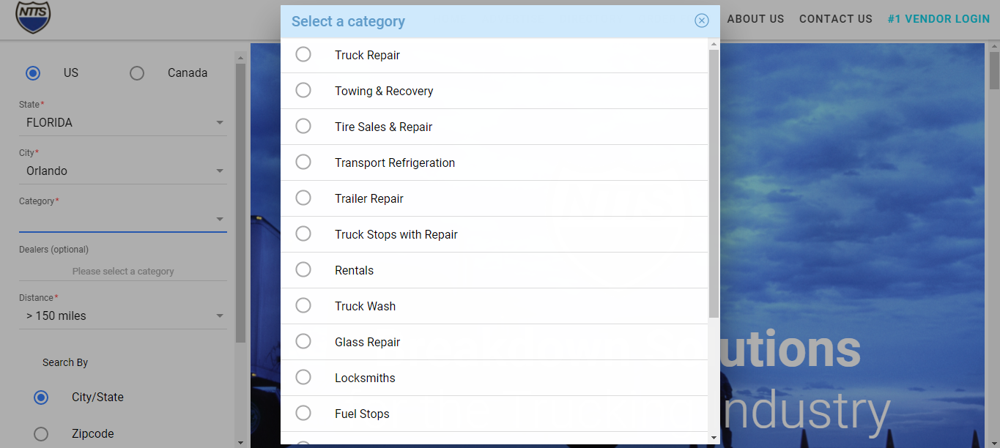 NTTS
ABOUT US CONTACT US #1 VENDOR LOGIN
US Canada
State*
FLORIDA
City*
Orlando
Category*
Dealers (optional)
Please select a category
Distance*
> 150 miles
Search By
City/State
Zipcode
Select a category
Truck Repair
Towing & Recovery
Tire Sales & Repair
Transport Refrigeration
Trailer Repair
Truck Stops with Repair
Rentals
Truck Wash
Glass Repair
Locksmiths
Fuel Stops
utions
ndustry